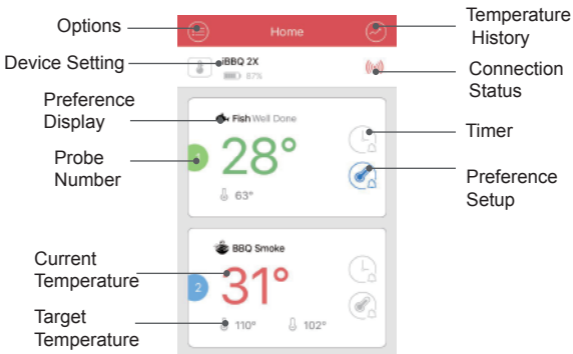 Options
Device Setting
Preference
Display
Probe
Number
Current
Temperature
Target
Temperature
Home
iBBQ 2X
87%
Fish Well Done
28°
63°
BBQ Smoke
2
31°
110° 102°
Temperature
History
Connection
Status
Timer
Preference
Setup